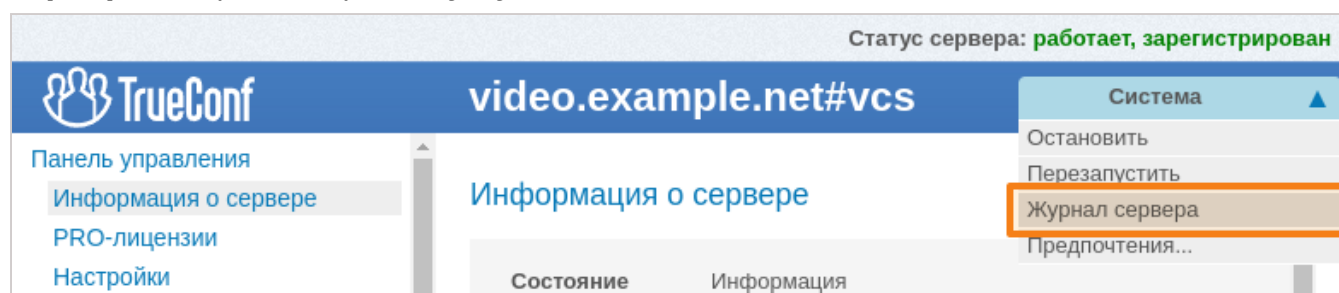 Статус сервера: работает, зарегистрирован
TrueConf
video.example.net#vcs
Система
Остановить
Перезапустить
Журнал сервера
Предпочтения...
Панель управления
Информация о сервере
PRO-лицензии
Настройки
Информация о сервере
Состояние Информация